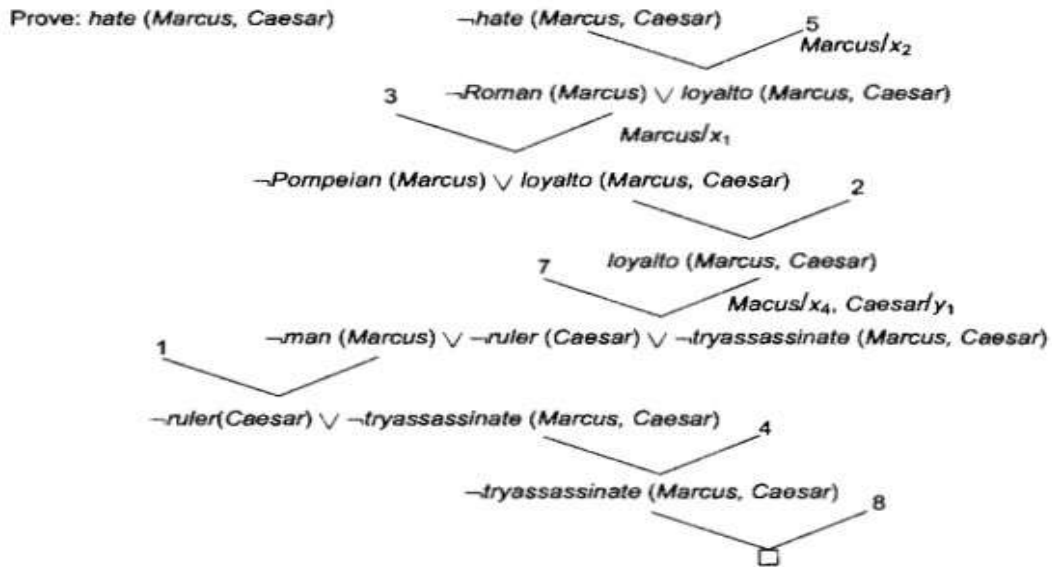 Prove: hate (Marcus, Caesar)
¬hate (Marcus, Caesar)
5
Marcus/x₂
3
¬Roman (Marcus) ∨ loyalto (Marcus, Caesar)
Marcus/x₁
¬Pompeian (Marcus) ∨ loyalto (Marcus, Caesar)
2
7
loyalto (Marcus, Caesar)
Macus/x₄, Caesar/y₁
1
¬man (Marcus) ∨ ¬ruler (Caesar) ∨ ¬tryassassinate (Marcus, Caesar)
¬ruler(Caesar) ∨ ¬tryassassinate (Marcus, Caesar)
4
¬tryassassinate (Marcus, Caesar)
8